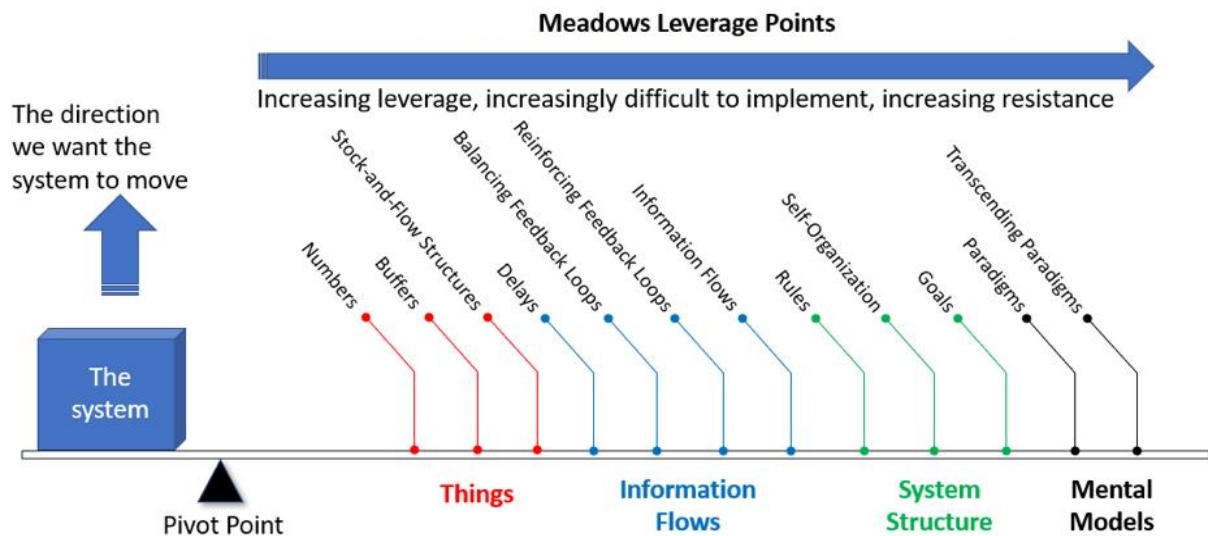 Meadows Leverage Points
Increasing leverage, increasingly difficult to implement, increasing resistance
The direction
we want the
system to move
Numbers
Buffers
Stock-and-Flow Structures
Delays
Balancing Feedback Loops
Reinforcing Feedback Loops
Information Flows
Rules
Self-Organization
Goals
Paradigms
Transcending Paradigms
The
system
Pivot Point
Things
Information
Flows
System
Structure
Mental
Models